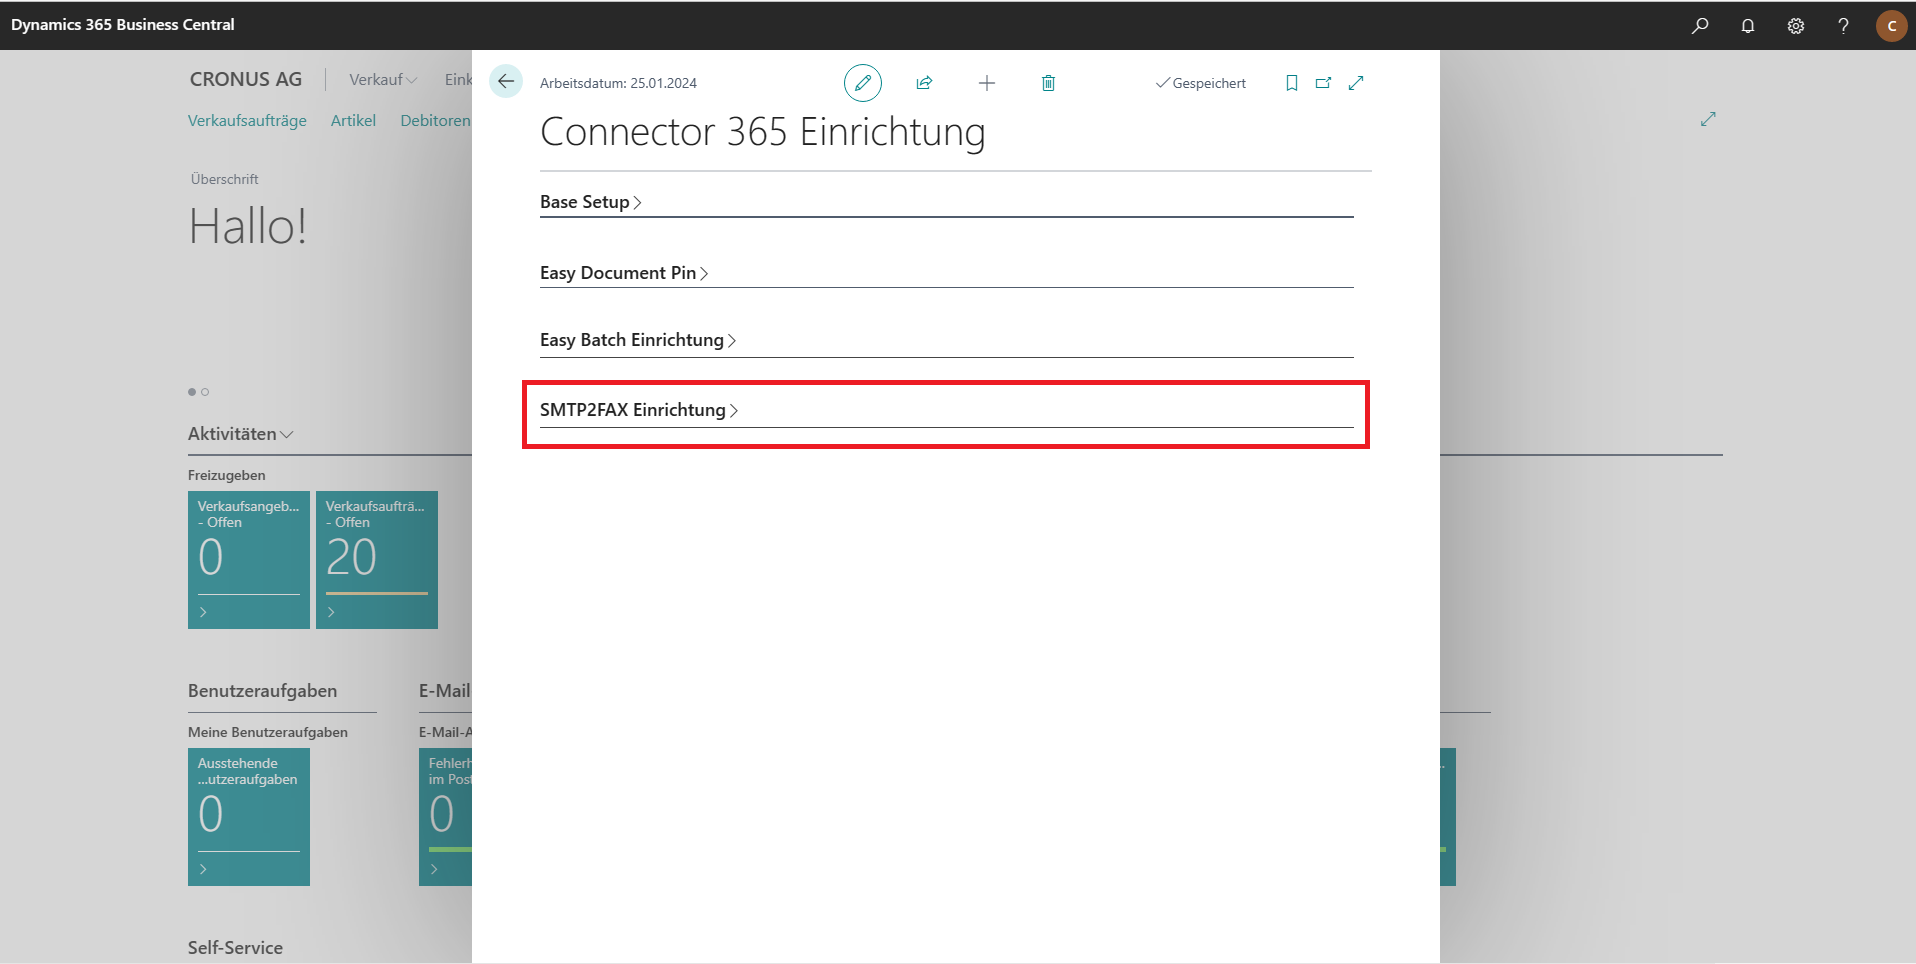 Dynamics 365 Business Central
?
C
CRONUS AG
Verkauf
Eink
Verkaufsaufträge
Artikel
Debitoren
Überschrift
Hallo!
Aktivitäten
Freizugeben
Verkaufsangeb...
- Offen
0
Verkaufsaufträ...
- Offen
20
Benutzeraufgaben
Meine Benutzeraufgaben
Ausstehende
...utzeraufgaben
0
E-Mail
E-Mail-A
Fehlerh
im Post
0
Self-Service
Arbeitsdatum: 25.01.2024
Gespeichert
Connector 365 Einrichtung
Base Setup
Easy Document Pin
Easy Batch Einrichtung
SMTP2FAX Einrichtung